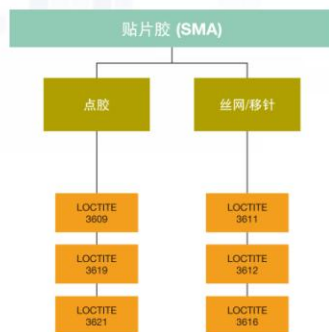 贴片胶 (SMA)
点胶
丝网/移针
LOCTITE
3609
LOCTITE
3611
LOCTITE
3619
LOCTITE
3612
LOCTITE
3621
LOCTITE
3616